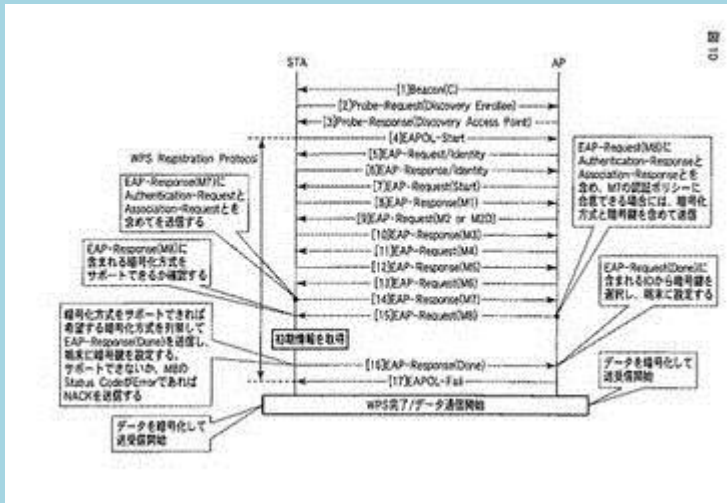 図10
STA
AP
[1]Beacon(C)
[2]Probe-Request(Discovery Enrollee)
[3]Probe-Response(Discovery Access Point)
[4]EAPOL-Start
WPS Registration Protocol
[5]EAP-Request/Identity
[6]EAP-Response/Identity
[7]EAP-Request(Start)
[8]EAP-Response(M1)
[9]EAP-Request(M2 or M2D)
[10]EAP-Response(M3)
[11]EAP-Request(M4)
[12]EAP-Response(M5)
[13]EAP-Request(M6)
[14]EAP-Response(M7)
[15]EAP-Request(M8)
初期情報を取得
[16]EAP-Response(Done)
[17]EAPOL-Fail
WPS完了/データ通信開始
EAP-Response(M7)に
Authentication-Requestと
Association-Requestとを
含めてを送信する
EAP-Response(M8)に
含まれる暗号化方式を
サポートできるか確認する
暗号化方式をサポートできれば
希望する暗号化方式を列挙して
EAP-Response(Done)を送信し、
端末に暗号鍵を設定する。
サポートできないか、M8の
Status CodeがErrorであれば
NACKを送信する
データを暗号化して
送受信開始
EAP-Request(M8)に
Authentication-Responseと
Association-Responseとを
含め、M7の認証ポリシーに
合意できる場合には、暗号化
方式と暗号鍵を含めて送信
EAP-Request(Done)に
含まれるIDから暗号鍵を
選択し、端末に設定する
データを暗号化して
送受信開始